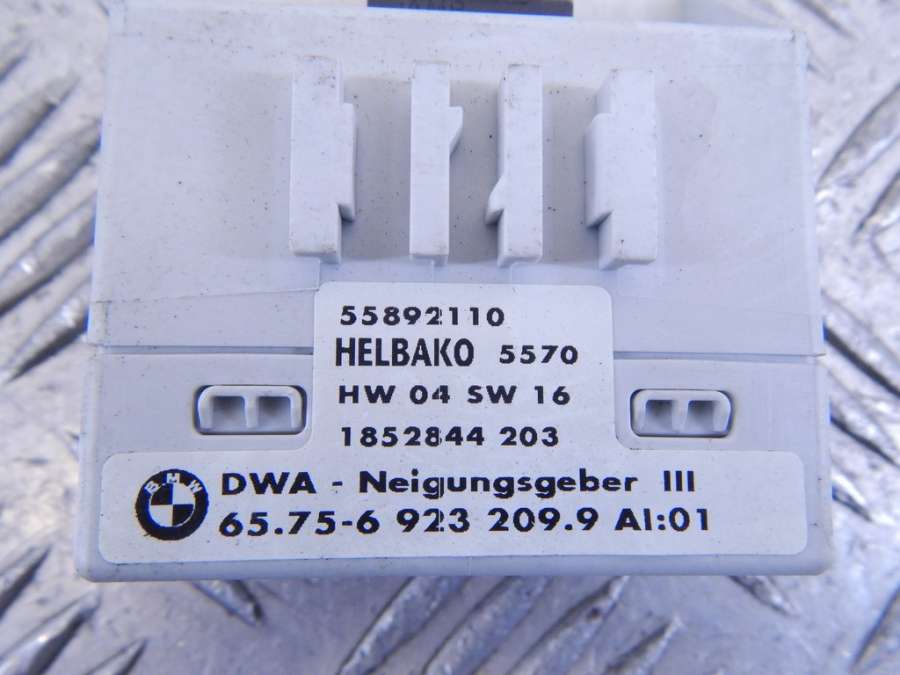 55892110
HELBAKO 5570
HW 04 SW 16
1852844 203
BMW
DWA - Neigungsgeber III
65.75-6 923 209.9 AI:01